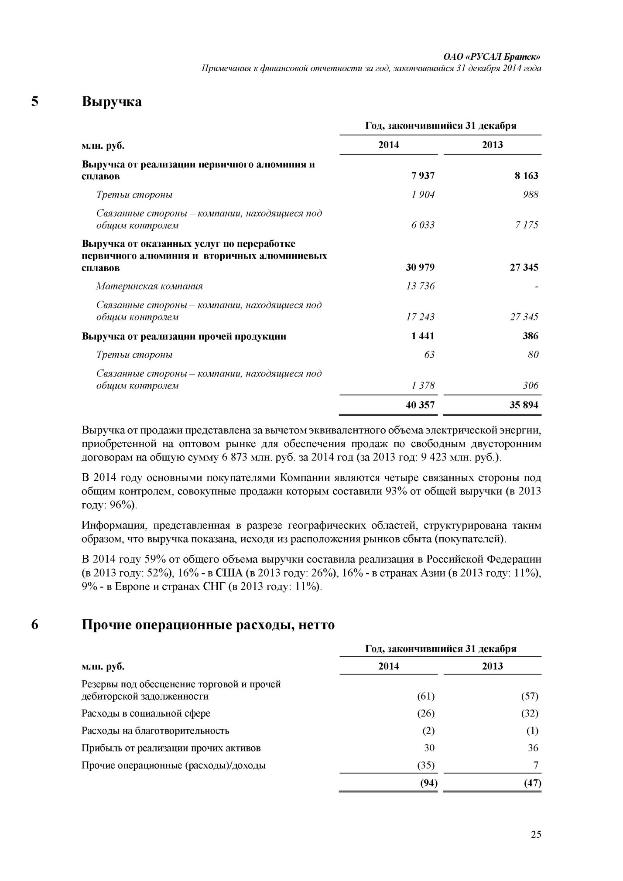 ОАО «РУСАЛ Братск»
Примечания к финансовой отчетности за год, закончившийся 31 декабря 2014 года
5 Выручка
Год, закончившийся 31 декабря
млн. руб. 2014 2013
Выручка от реализации первичного алюминия и
сплавов 7 937 8 163
Третьи стороны 1 904 988
Связанные стороны – компании, находящиеся под
общим контролем 6 033 7 175
Выручка от оказанных услуг по переработке
первичного алюминия и вторичных алюминиевых
сплавов 30 979 27 345
Материнская компания 13 736 -
Связанные стороны – компании, находящиеся под
общим контролем 17 243 27 345
Выручка от реализации прочей продукции 1 441 386
Третьи стороны 63 80
Связанные стороны – компании, находящиеся под
общим контролем 1 378 306
40 357 35 894
Выручка от продажи представлена за вычетом эквивалентного объема электрической энергии,
приобретенной на оптовом рынке для обеспечения продаж по свободным двусторонним
договорам на общую сумму 6 873 млн. руб. за 2014 год (за 2013 год: 9 423 млн. руб.).
В 2014 году основными покупателями Компании являются четыре связанных стороны под
общим контролем, совокупные продажи которым составили 93% от общей выручки (в 2013
году: 96%).
Информация, представленная в разрезе географических областей, структурирована таким
образом, что выручка показана, исходя из расположения рынков сбыта (покупателей).
В 2014 году 59% от общего объема выручки составила реализация в Российской Федерации
(в 2013 году: 52%), 16% - в США (в 2013 году: 26%), 16% - в странах Азии (в 2013 году: 11%),
9% - в Европе и странах СНГ (в 2013 году: 11%).
6 Прочие операционные расходы, нетто
Год, закончившийся 31 декабря
млн. руб. 2014 2013
Резервы под обесценение торговой и прочей
дебиторской задолженности (61) (57)
Расходы в социальной сфере (26) (32)
Расходы на благотворительность (2) (1)
Прибыль от реализации прочих активов 30 36
Прочие операционные (расходы)/доходы (35) 7
(94) (47)
25